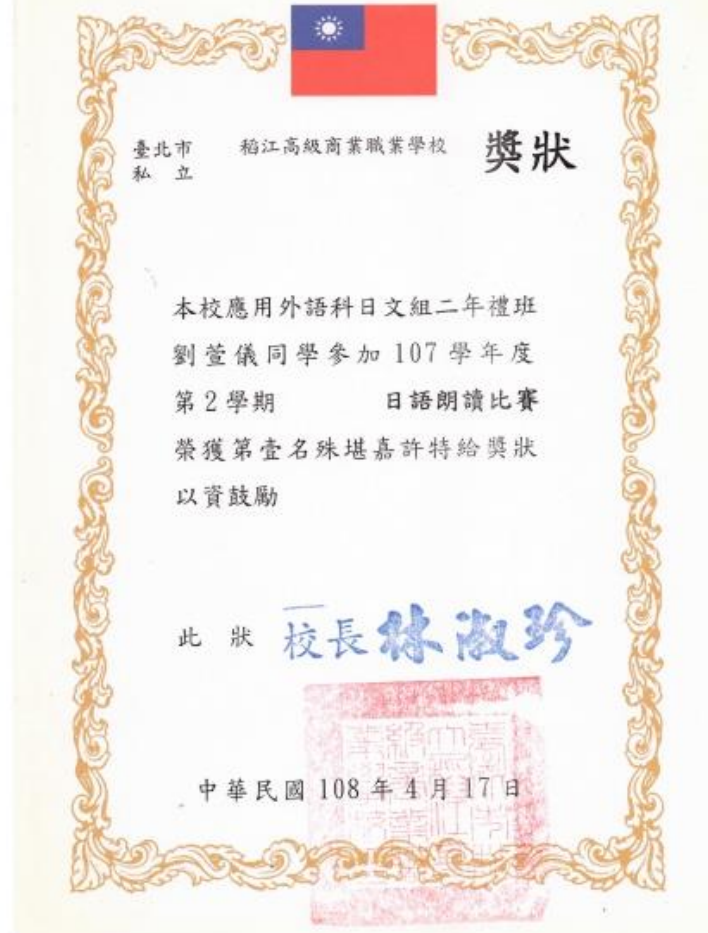 臺北市
私立 稻江高級商業職業學校 獎狀
本校應用外語科日文組二年禮班
劉萱儀同學參加 107 學年度
第 2 學期 日語朗讀比賽
榮獲第壹名殊堪嘉許特給獎狀
以資鼓勵
此狀 校長林淑珍
中華民國 108 年 4 月 17 日